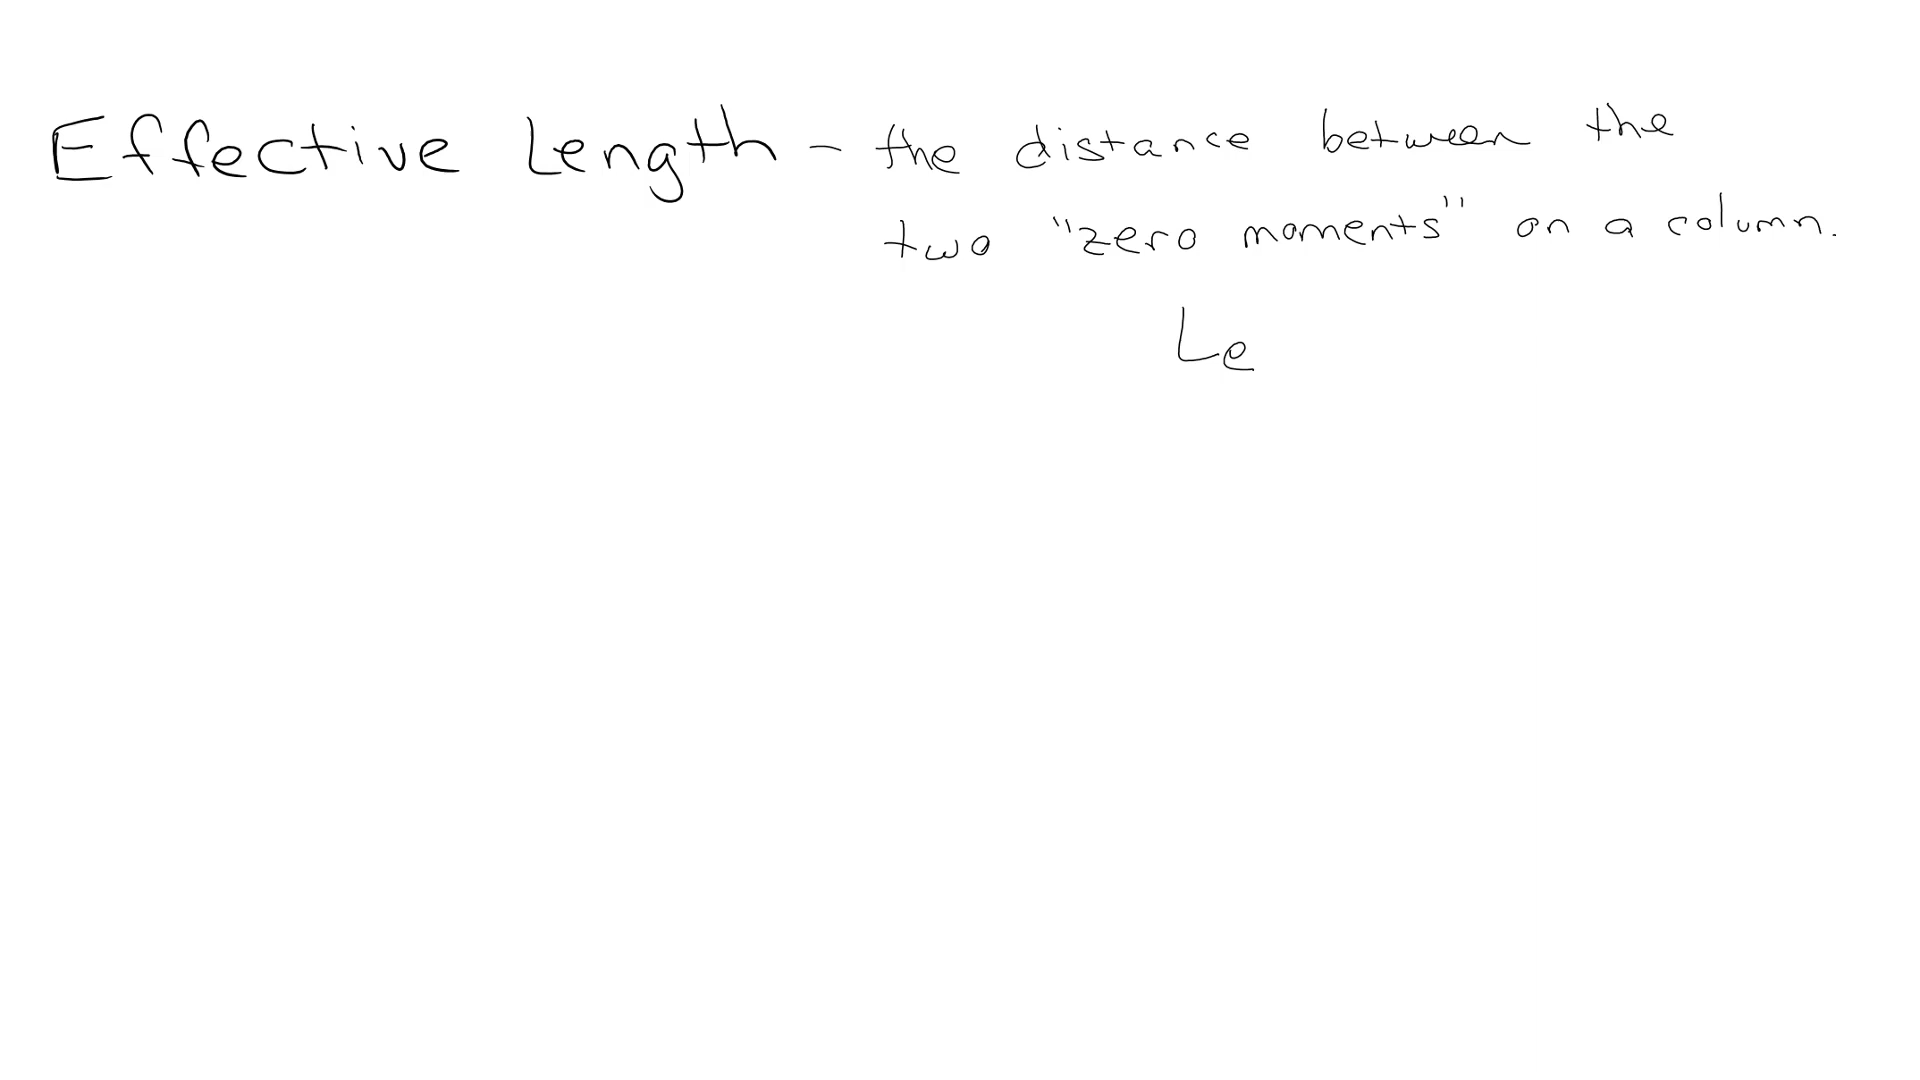 Effective Length – the distance between the
two "zero moments" on a column.
Le